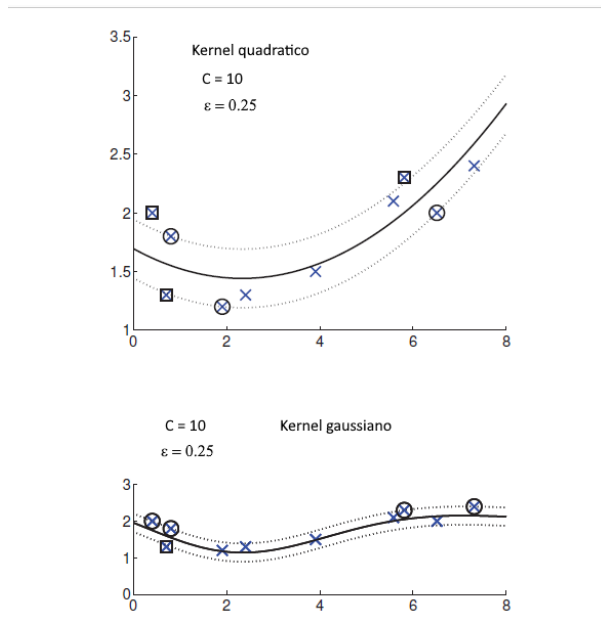 Kernel quadratico
C = 10
ε = 0.25
3.5
3
2.5
2
1.5
1
0 2 4 6 8
C = 10 Kernel gaussiano
ε = 0.25
3
2
1
0
0 2 4 6 8